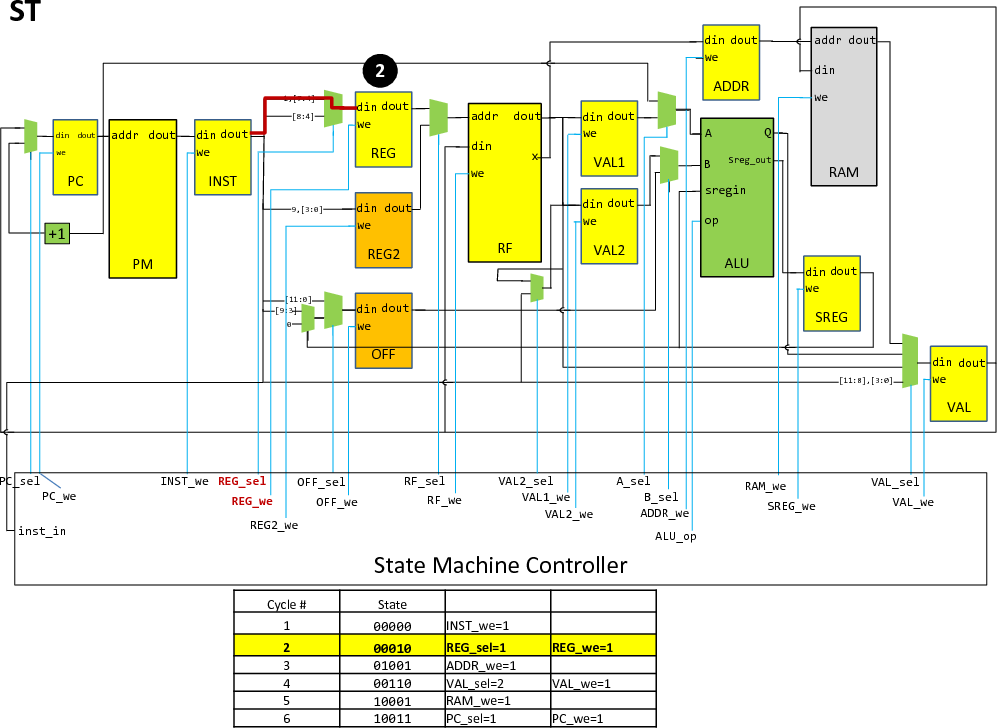 ST
2
din dout
we
ADDR
addr dout
din
we
RAM
[8:4]
din dout
we
REG
addr dout
din
x
we
RF
din dout
we
VAL1
A
Q
B
Sreg_out
sregin
op
ALU
din dout
we
PC
addr dout
PM
din dout
we
INST
9,[3:0]
din dout
we
REG2
din dout
we
VAL2
+1
[11:0]
[9:3]
0
din dout
we
OFF
din dout
we
SREG
[11:8],[3:0]
din dout
we
VAL
PC_sel
PC_we
INST_we
REG_sel
REG_we
REG2_we
OFF_sel
OFF_we
RF_sel
RF_we
VAL2_sel
VAL1_we
VAL2_we
A_sel
B_sel
ADDR_we
ALU_op
RAM_we
SREG_we
VAL_sel
VAL_we
inst_in
State Machine Controller
Cycle # State
1 00000 INST_we=1
2 00010 REG_sel=1 REG_we=1
3 01001 ADDR_we=1
4 00110 VAL_sel=2 VAL_we=1
5 10001 RAM_we=1
6 10011 PC_sel=1 PC_we=1